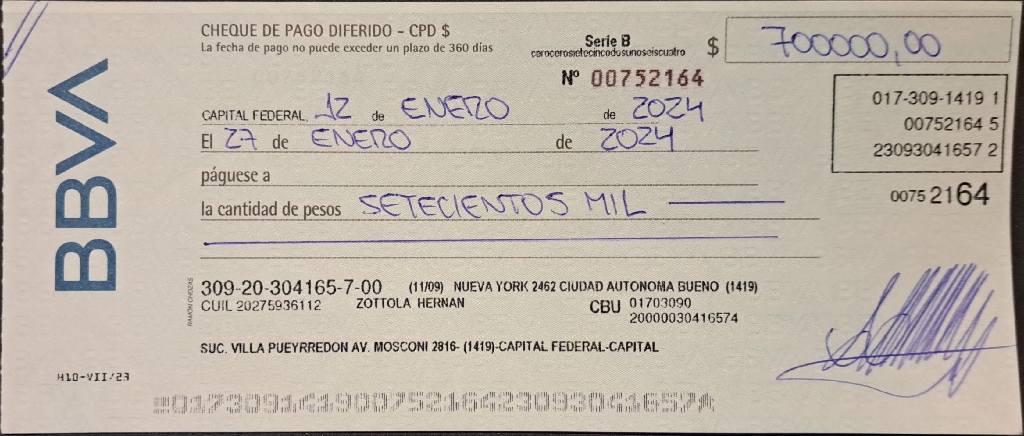 BBVA
CHEQUE DE PAGO DIFERIDO - CPD $
La fecha de pago no puede exceder un plazo de 360 días
Serie B
cerocerosietecincodosunoseiscuatro
$ 700000,00
Nº 00752164
CAPITAL FEDERAL, 12 de ENERO de 2024
El 27 de ENERO de 2024
017-309-1419 1
00752164 5
23093041657 2
páguese a
00752164
la cantidad de pesos SETECIENTOS MIL
309-20-304165-7-00 (11/09) NUEVA YORK 2462 CIUDAD AUTONOMA BUENO (1419)
CUIL 20275936112 ZOTTOLA HERNAN CBU 01703090
20000030416574
RAMÓN CHOZAS
SUC. VILLA PUEYRREDON AV. MOSCONI 2816- (1419)-CAPITAL FEDERAL-CAPITAL
H10-VII/23
01730914190075216423093041657